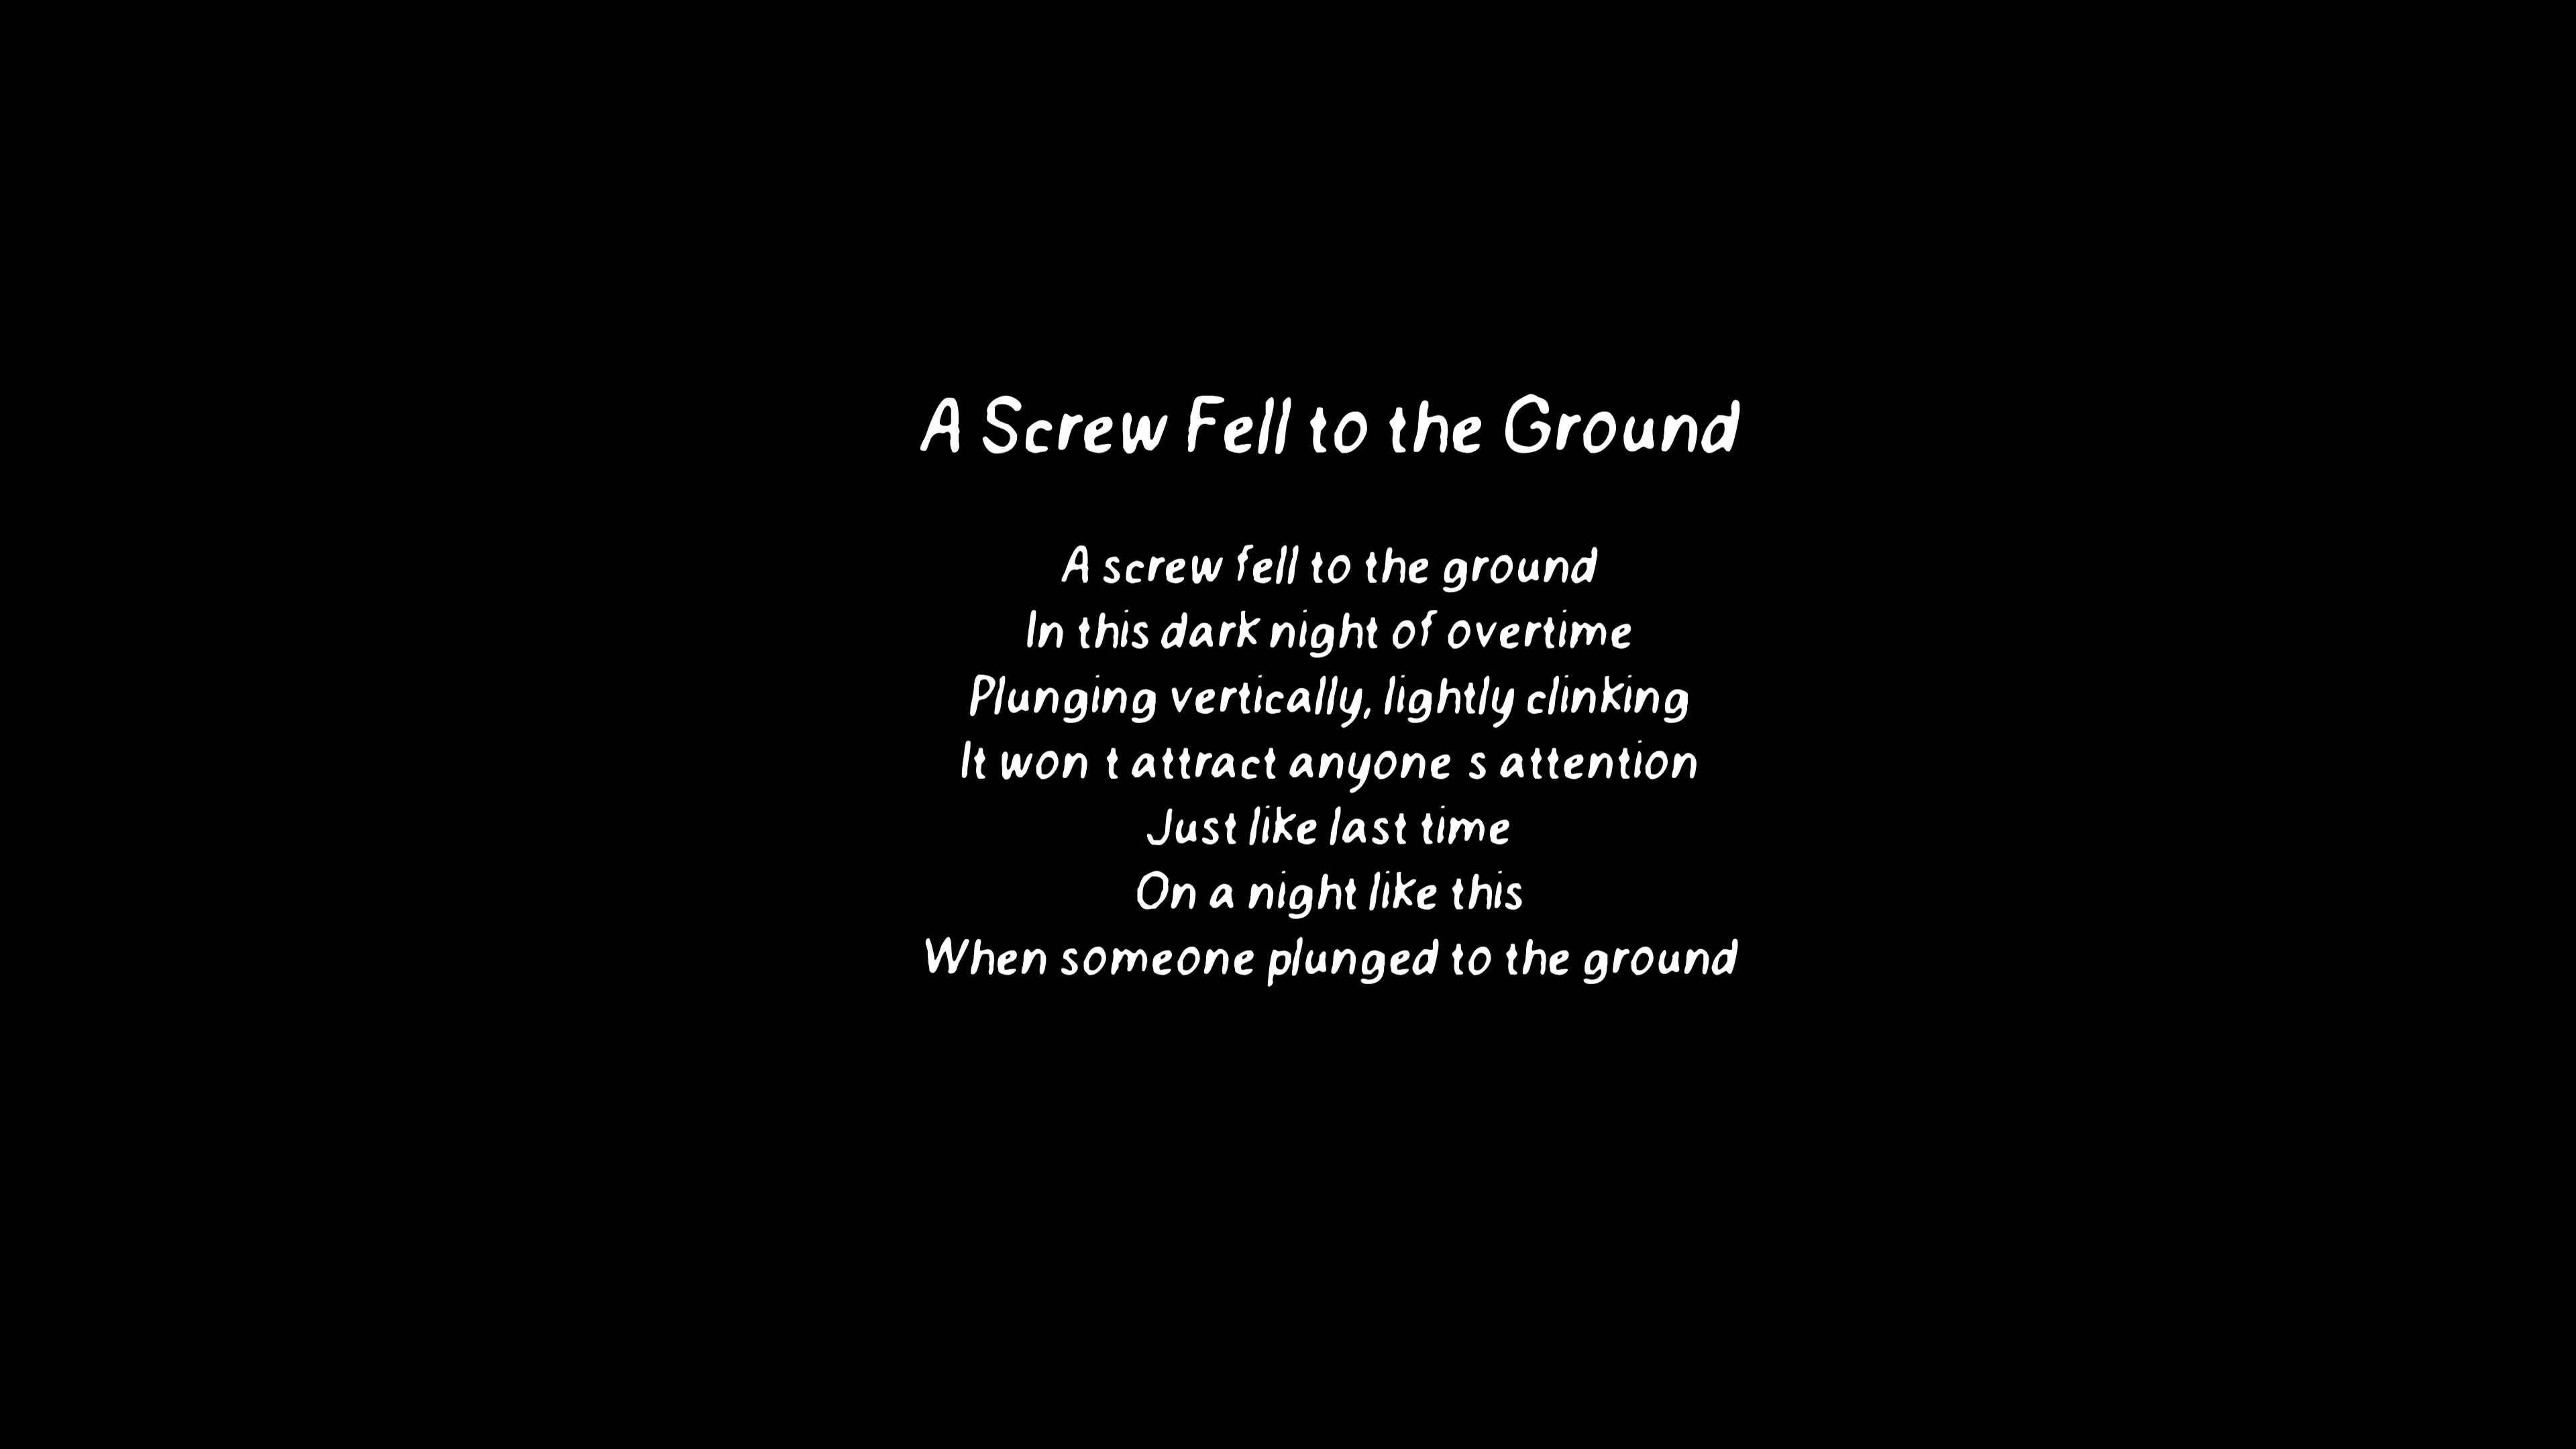 A Screw Fell to the Ground
A screw fell to the ground
In this dark night of overtime
Plunging vertically, lightly clinking
It won t attract anyone s attention
Just like last time
On a night like this
When someone plunged to the ground